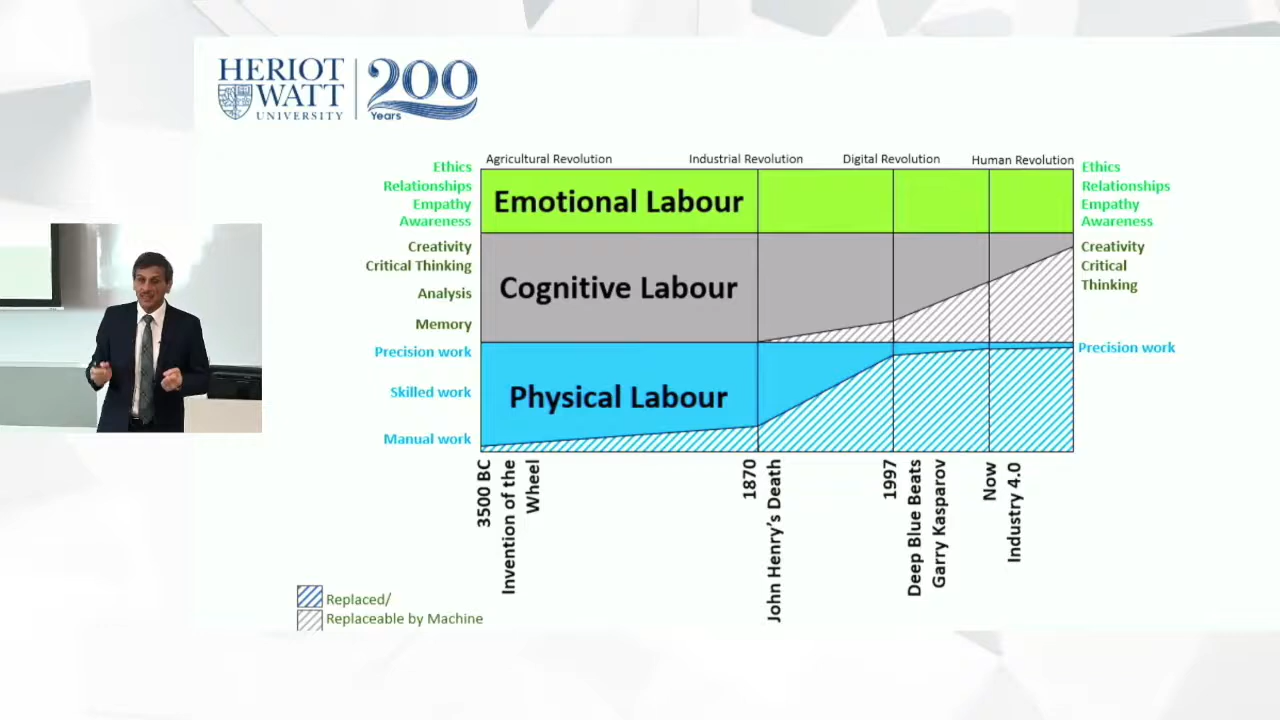 HERIOT
WATT
UNIVERSITY
200
Years
Agricultural Revolution
Industrial Revolution
Digital Revolution
Human Revolution
Ethics
Relationships
Empathy
Awareness
Creativity
Critical Thinking
Analysis
Memory
Precision work
Skilled work
Manual work
Emotional Labour
Cognitive Labour
Physical Labour
Ethics
Relationships
Empathy
Awareness
Creativity
Critical
Thinking
Precision work
3500 BC
Invention of the
Wheel
1870
John Henry's Death
1997
Deep Blue Beats
Garry Kasparov
Now
Industry 4.0
Replaced/
Replaceable by Machine